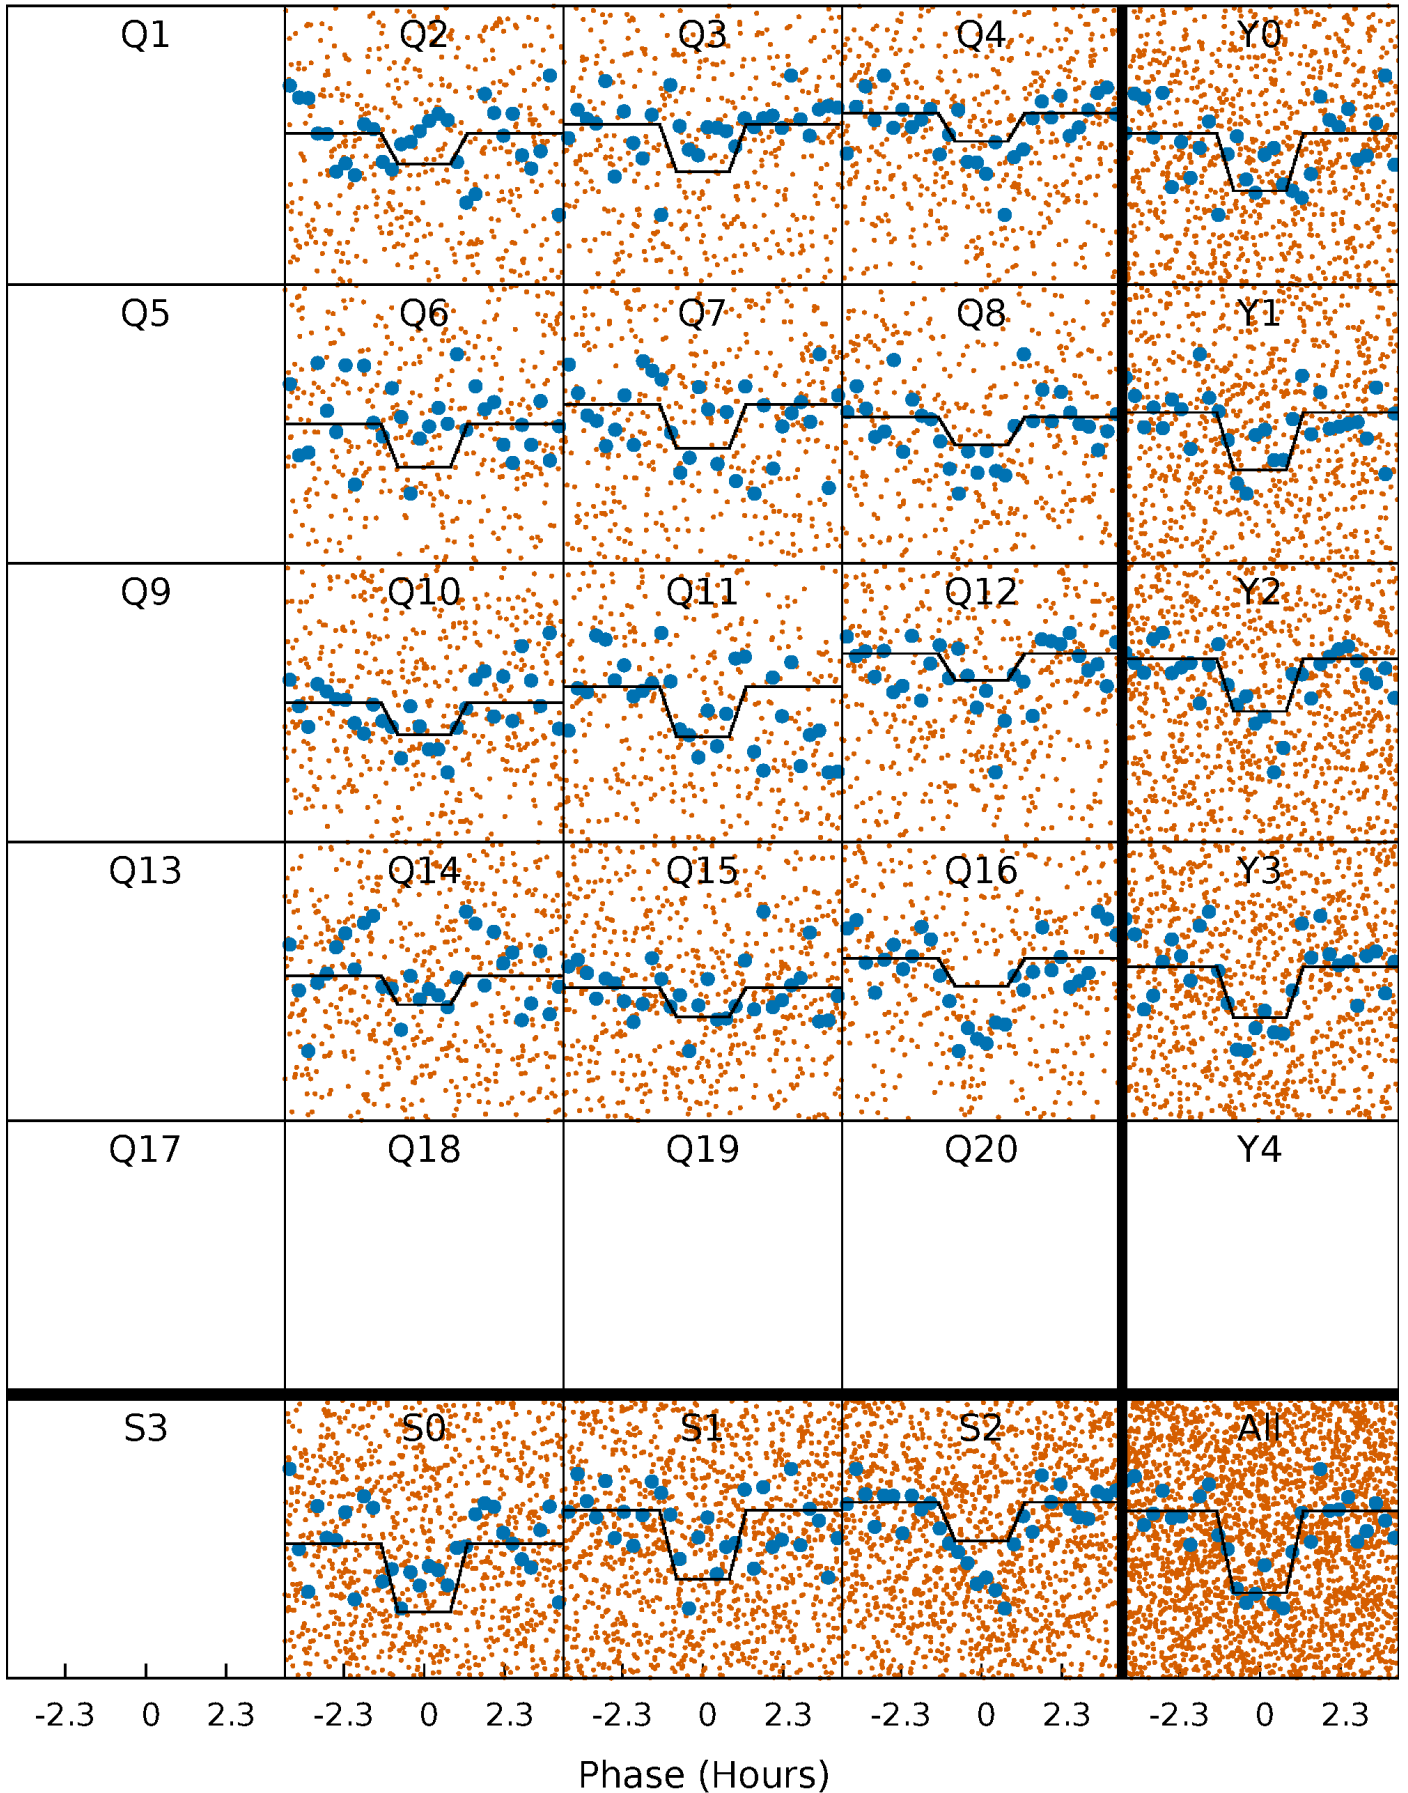 Q1 Q2 Q3 Q4 Y0
Q5 Q6 Q7 Q8 Y1
Q9 Q10 Q11 Q12 Y2
Q13 Q14 Q15 Q16 Y3
Q17 Q18 Q19 Q20 Y4
S3 S0 S1 S2 All
-2.3 0 2.3 -2.3 0 2.3 -2.3 0 2.3 -2.3 0 2.3 -2.3 0 2.3
Phase (Hours)